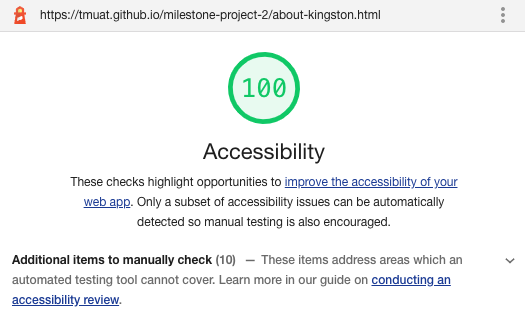 https://tmuat.github.io/milestone-project-2/about-kingston.html
100
Accessibility
These checks highlight opportunities to improve the accessibility of your
web app. Only a subset of accessibility issues can be automatically
detected so manual testing is also encouraged.
Additional items to manually check (10) — These items address areas which an
automated testing tool cannot cover. Learn more in our guide on conducting an
accessibility review.